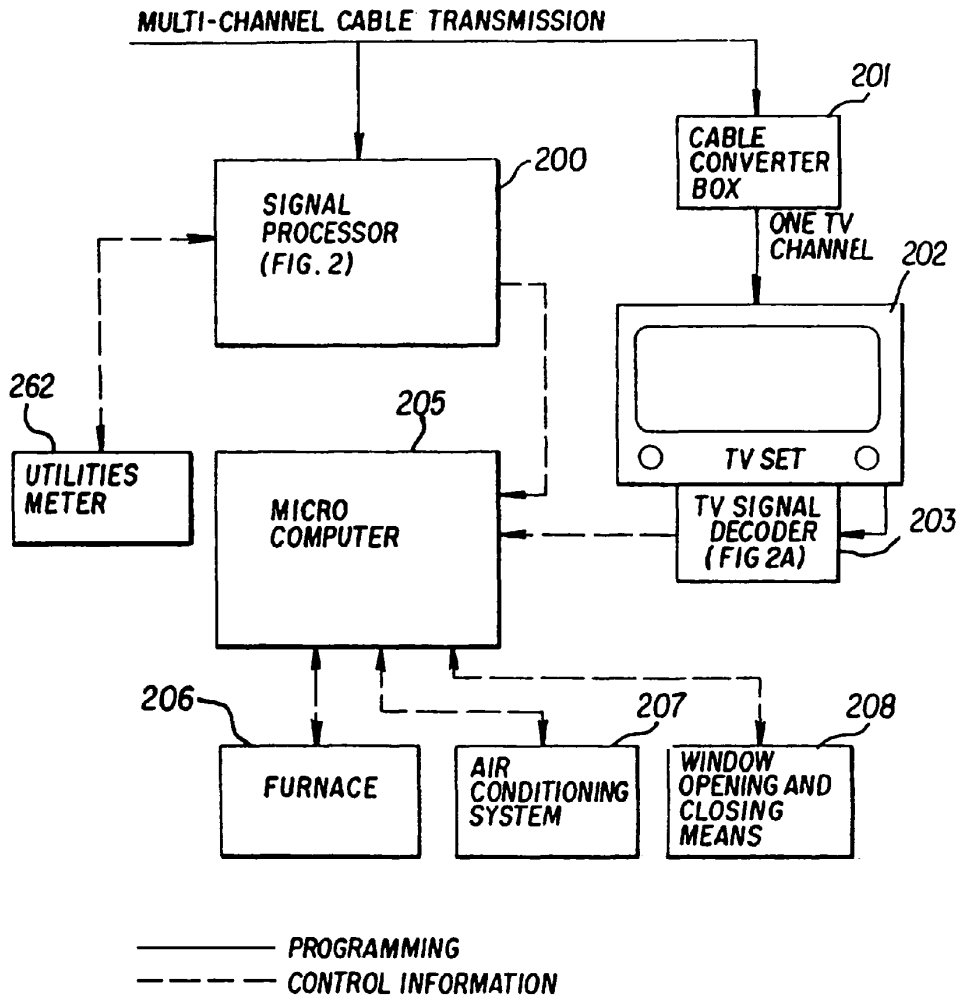 MULTI-CHANNEL CABLE TRANSMISSION
201
CABLE
CONVERTER
BOX
200
SIGNAL
PROCESSOR
(FIG. 2)
ONE TV
CHANNEL
202
262
UTILITIES
METER
205
MICRO
COMPUTER
TV SET
TV SIGNAL
DECODER
(FIG 2A)
203
206
FURNACE
207
AIR
CONDITIONING
SYSTEM
208
WINDOW
OPENING AND
CLOSING
MEANS
PROGRAMMING
CONTROL INFORMATION